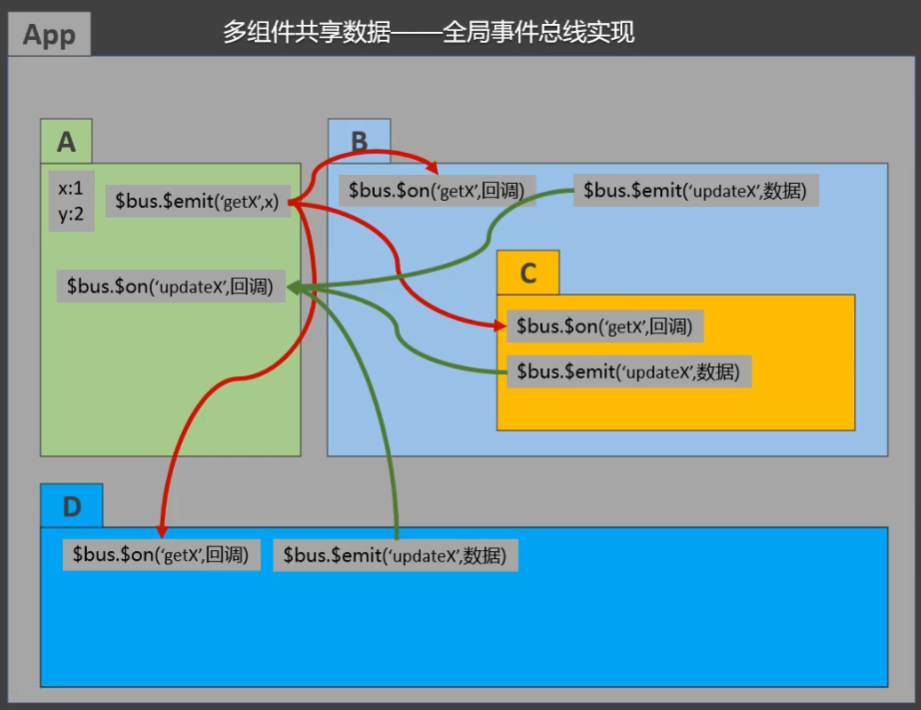 App
多组件共享数据——全局事件总线实现
A
x:1
y:2
$bus.$emit(‘getX’,x)
$bus.$on(‘updateX’,回调)
B
$bus.$on(‘getX’,回调)
$bus.$emit(‘updateX’,数据)
C
$bus.$on(‘getX’,回调)
$bus.$emit(‘updateX’,数据)
D
$bus.$on(‘getX’,回调)
$bus.$emit(‘updateX’,数据)